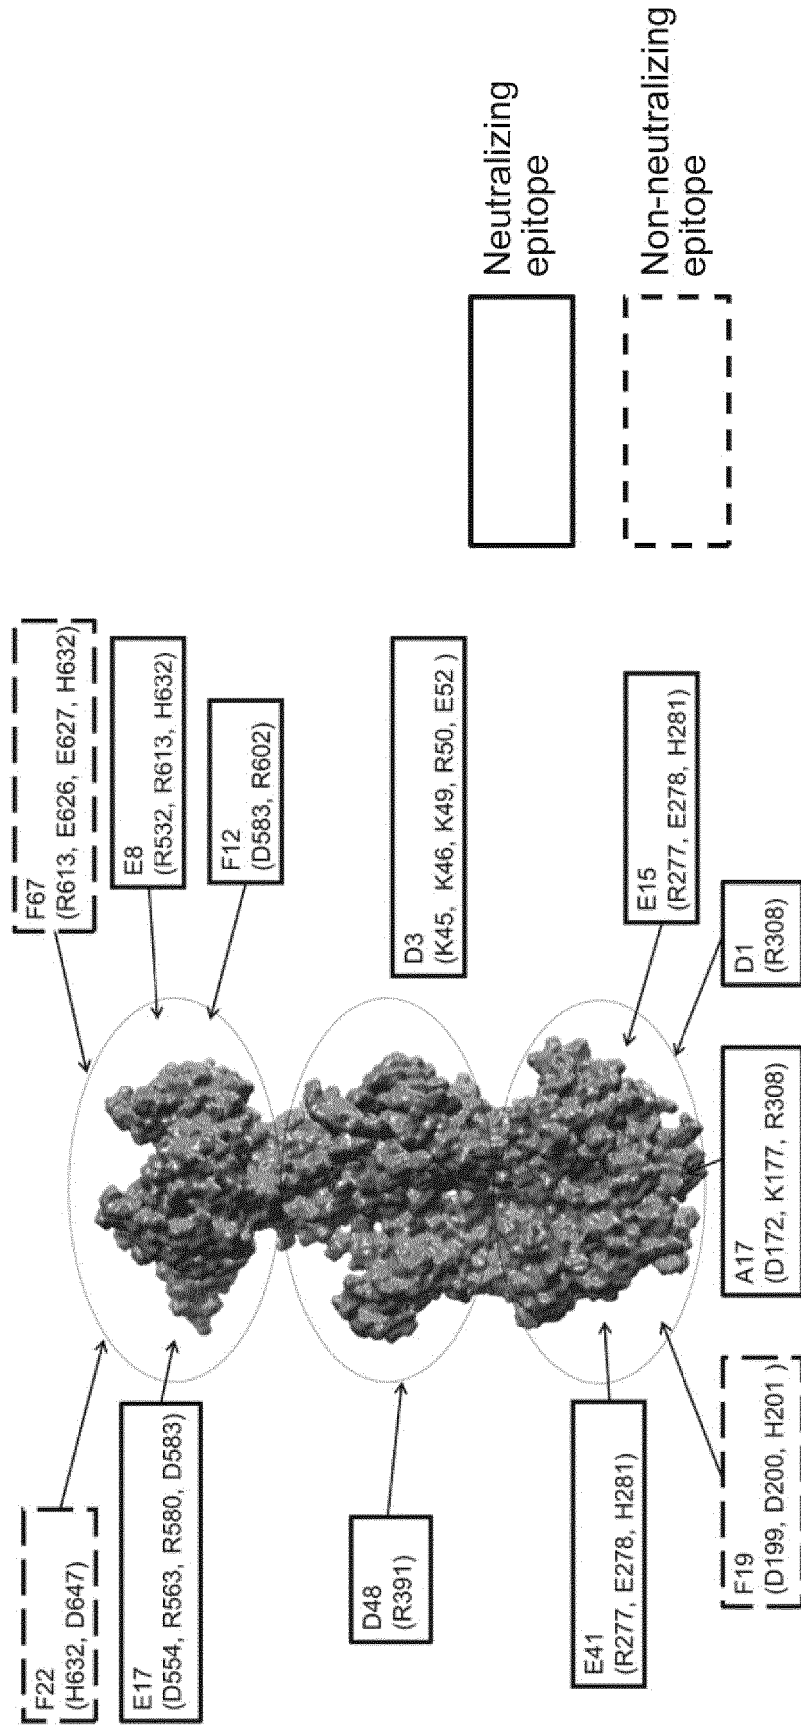 F22
(H632, D647)
E17
(D554, R563, R580, D583)
D48
(R391)
E41
(R277, E278, H281)
F19
(D199, D200, H201 )
A17
(D172, K177, R308)
D1
(R308)
E15
(R277, E278, H281)
D3
(K45, K46, K49, R50, E52 )
F12
(D583, R602)
E8
(R532, R613, H632)
F67
(R613, E626, E627, H632)
Neutralizing
epitope
Non-neutralizing
epitope